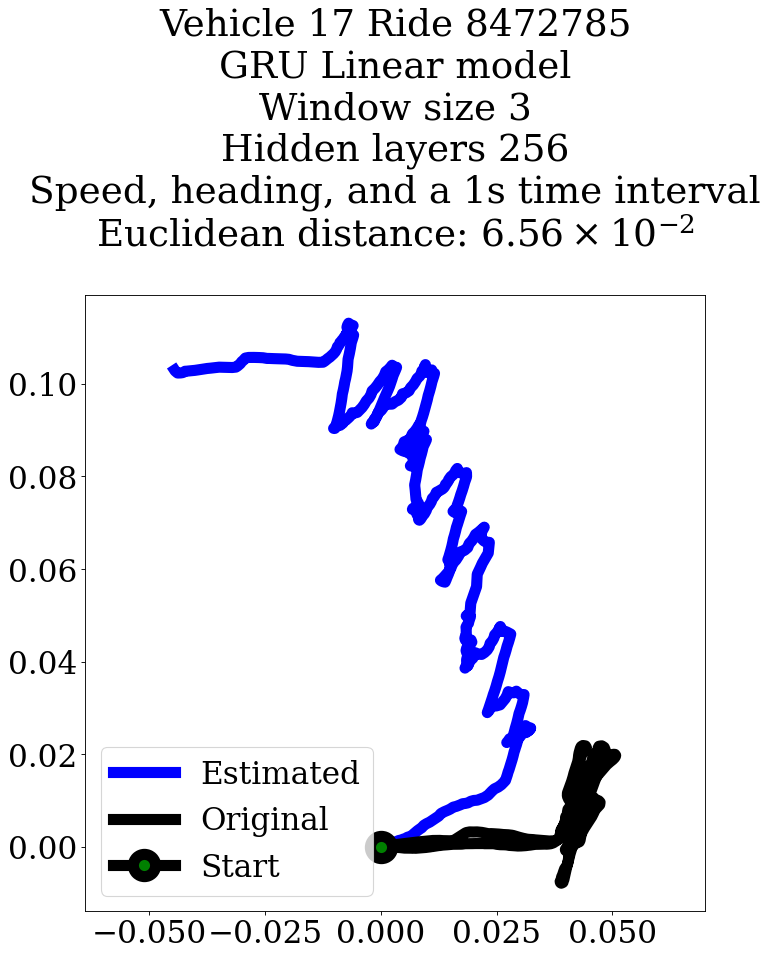 Vehicle 17 Ride 8472785
GRU Linear model
Window size 3
Hidden layers 256
Speed, heading, and a 1s time interval
Euclidean distance: 6.56 × 10⁻²
0.10
0.08
0.06
0.04
0.02
0.00
Estimated
Original
Start
−0.050 −0.025 0.000 0.025 0.050